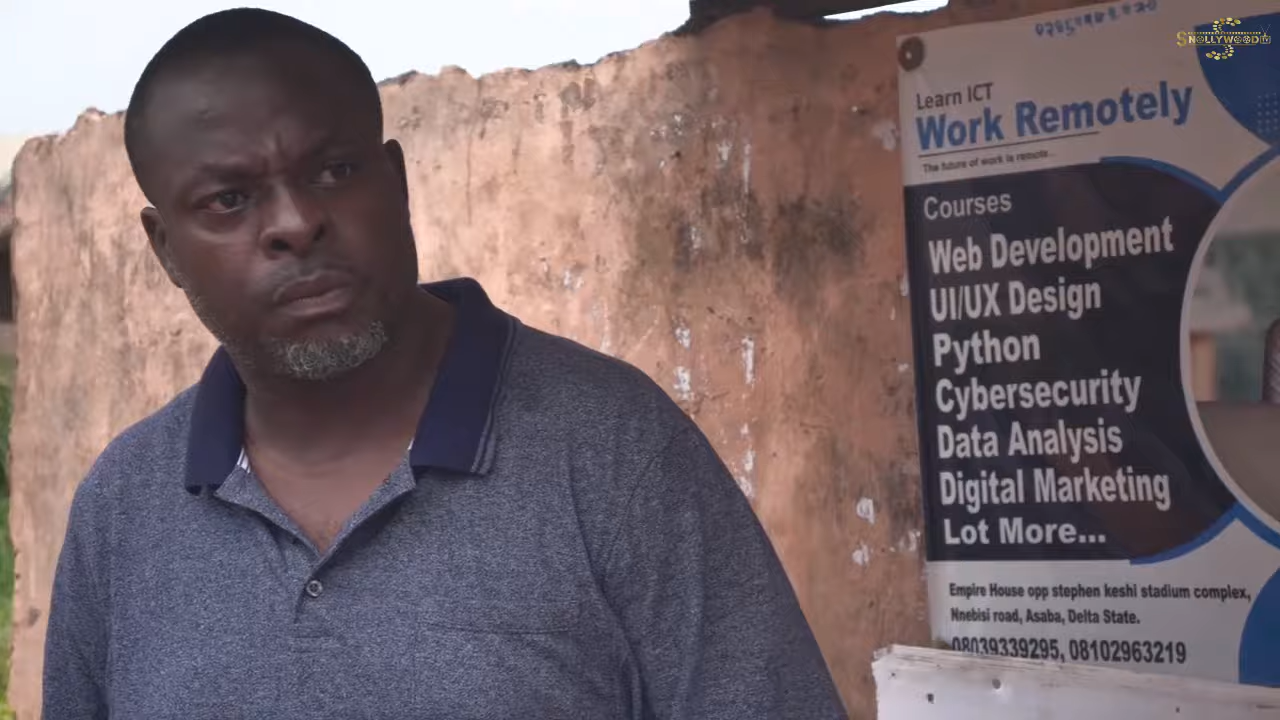 SNOLLYWOODTV
Learn ICT
Work Remotely
The future of work is remote...
Courses
Web Development
UI/UX Design
Python
Cybersecurity
Data Analysis
Digital Marketing
Lot More...
Empire House opp stephen keshi stadium complex,
Nnebisi road, Asaba, Delta State.
08039339295, 08102963219